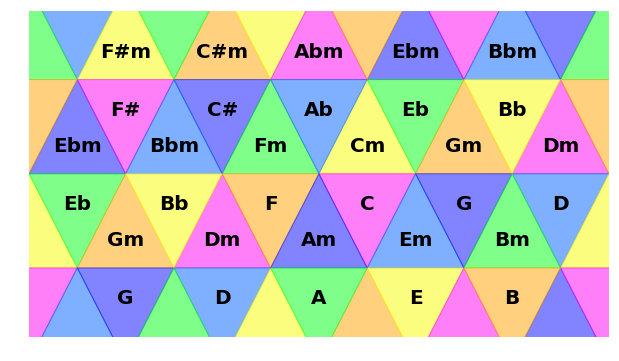 F#m C#m Abm Ebm Bbm
F# C# Ab Eb Bb
Ebm Bbm Fm Cm Gm Dm
Eb Bb F C G D
Gm Dm Am Em Bm
G D A E B